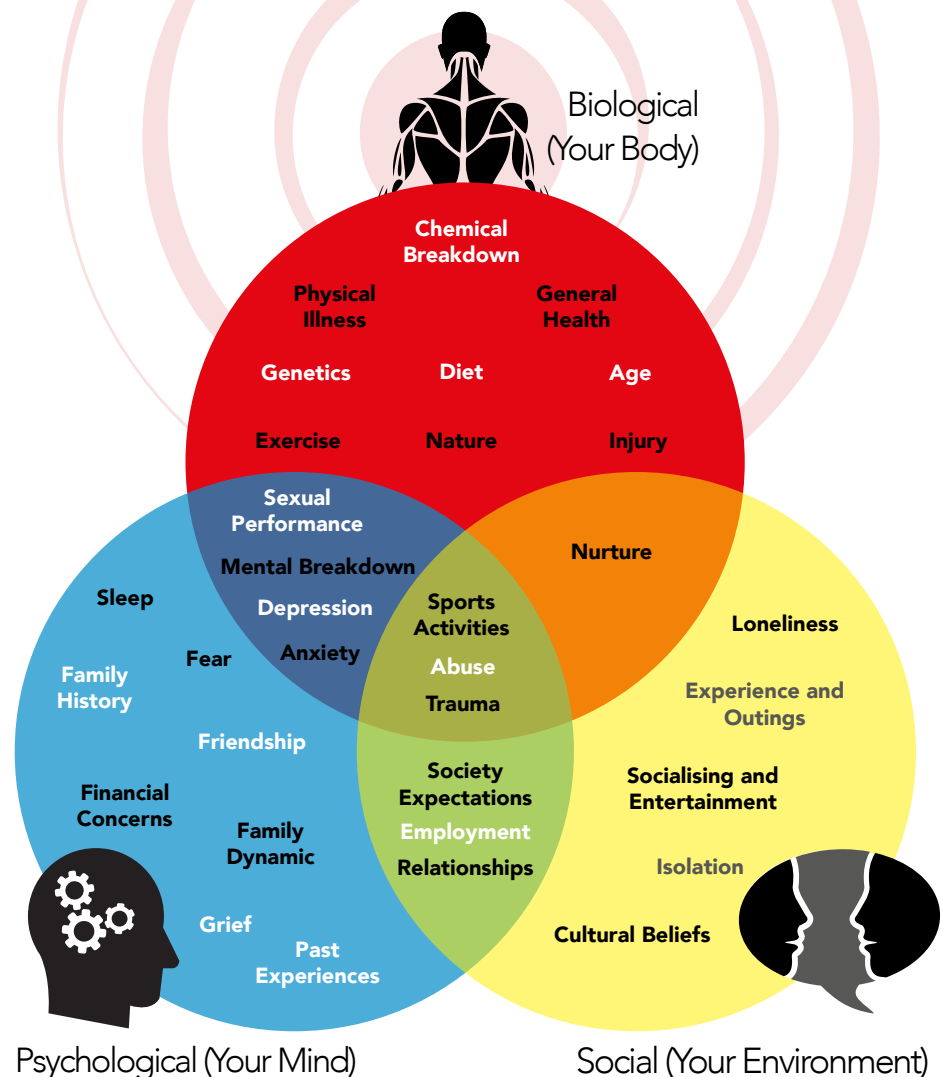 Biological
(Your Body)
Chemical
Breakdown
Physical
Illness
General
Health
Genetics
Diet
Age
Exercise
Nature
Injury
Sexual
Performance
Mental Breakdown
Depression
Anxiety
Nurture
Sports
Activities
Abuse
Trauma
Sleep
Fear
Family
History
Friendship
Financial
Concerns
Family
Dynamic
Grief
Past
Experiences
Society
Expectations
Employment
Relationships
Loneliness
Experience and
Outings
Socialising and
Entertainment
Isolation
Cultural Beliefs
Psychological (Your Mind)
Social (Your Environment)